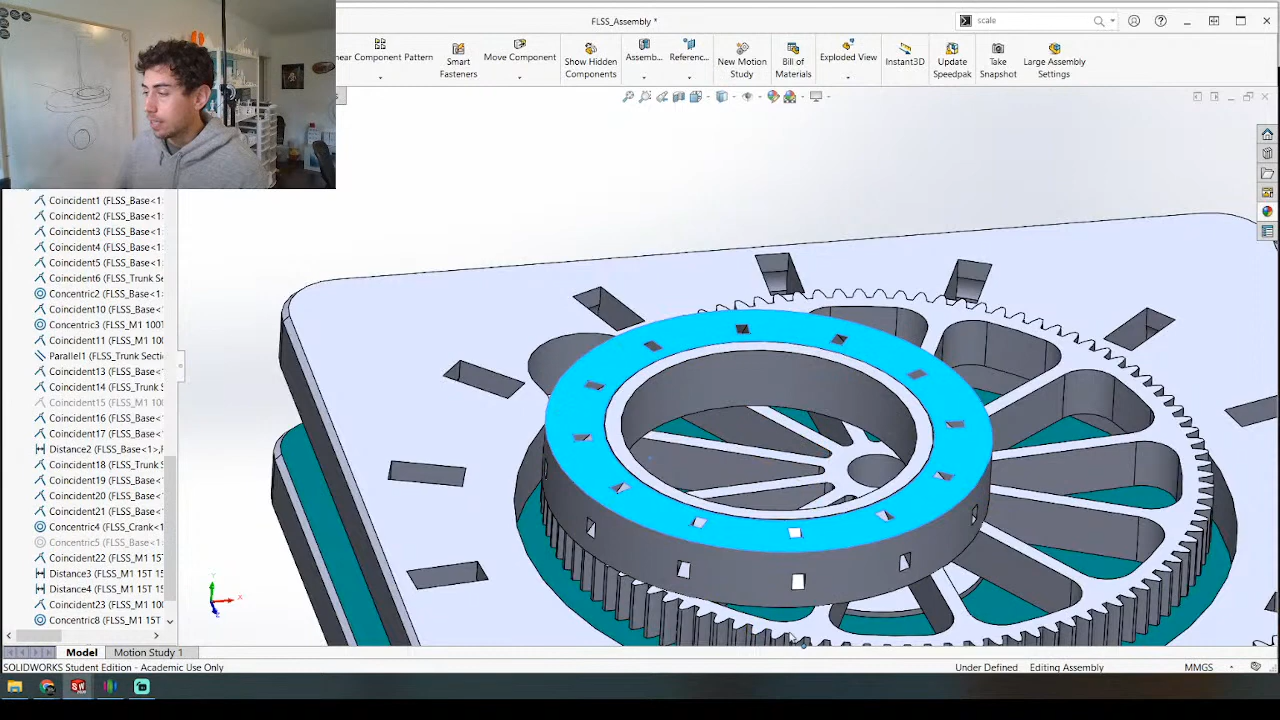 FLSS_Assembly *
scale
near Component Pattern
Smart Fasteners
Move Component
Show Hidden Components
Assemb...
Referenc...
New Motion Study
Bill of Materials
Exploded View
Instant3D
Update Speedpak
Take Snapshot
Large Assembly Settings
Coincident1 (FLSS_Base<1>
Coincident2 (FLSS_Base<1>
Coincident3 (FLSS_Base<1>
Coincident4 (FLSS_Base<1>
Coincident5 (FLSS_Base<1>
Coincident6 (FLSS_Trunk S
Concentric2 (FLSS_Base<1>
Coincident10 (FLSS_Base<
Concentric3 (FLSS_M1 100T
Coincident11 (FLSS_Base<
Parallel1 (FLSS_Trunk Secti
Coincident13 (FLSS_Base<
Coincident14 (FLSS_Trunk
Coincident15 (FLSS_M1 10
Coincident16 (FLSS_Base<
Coincident17 (FLSS_Base<
Distance2 (FLSS_Base<1>,F
Coincident18 (FLSS_Trunk
Coincident19 (FLSS_Base<
Coincident20 (FLSS_Base<
Coincident21 (FLSS_Base<
Concentric4 (FLSS_Crank<1
Concentric5 (FLSS_Base<1
Coincident22 (FLSS_M1 15
Distance3 (FLSS_M1 15T 15
Distance4 (FLSS_M1 15T 15
Coincident23 (FLSS_M1 10
Concentric8 (FLSS_M1 15T
Y
X
Z
Model
Motion Study 1
SOLIDWORKS Student Edition - Academic Use Only
Under Defined
Editing Assembly
MMGS